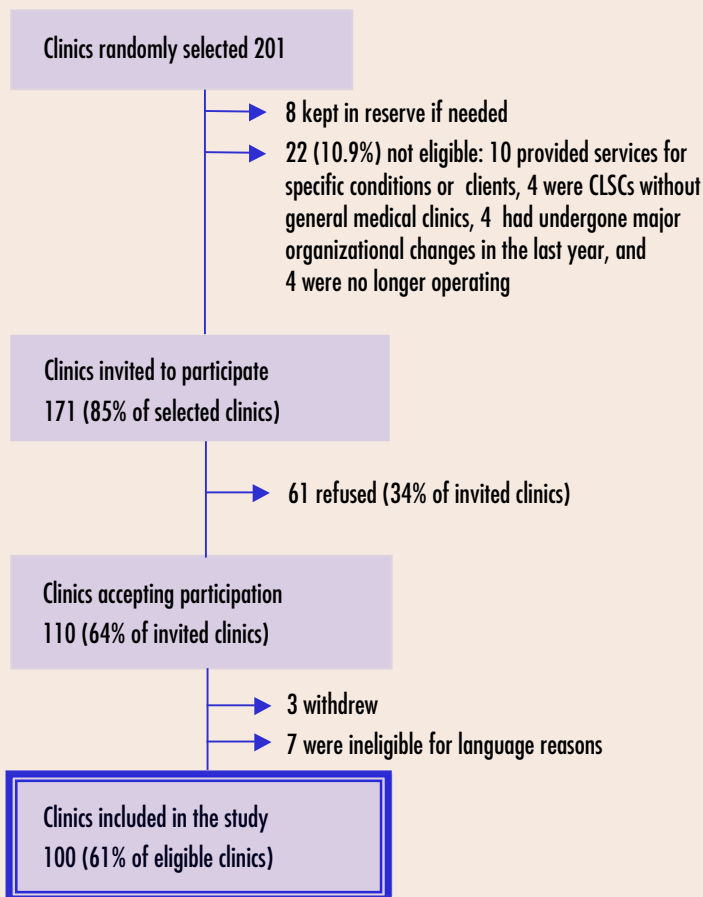 Clinics randomly selected 201
8 kept in reserve if needed
22 (10.9%) not eligible: 10 provided services for
specific conditions or clients, 4 were CLSCs without
general medical clinics, 4 had undergone major
organizational changes in the last year, and
4 were no longer operating
Clinics invited to participate
171 (85% of selected clinics)
61 refused (34% of invited clinics)
Clinics accepting participation
110 (64% of invited clinics)
3 withdrew
7 were ineligible for language reasons
Clinics included in the study
100 (61% of eligible clinics)